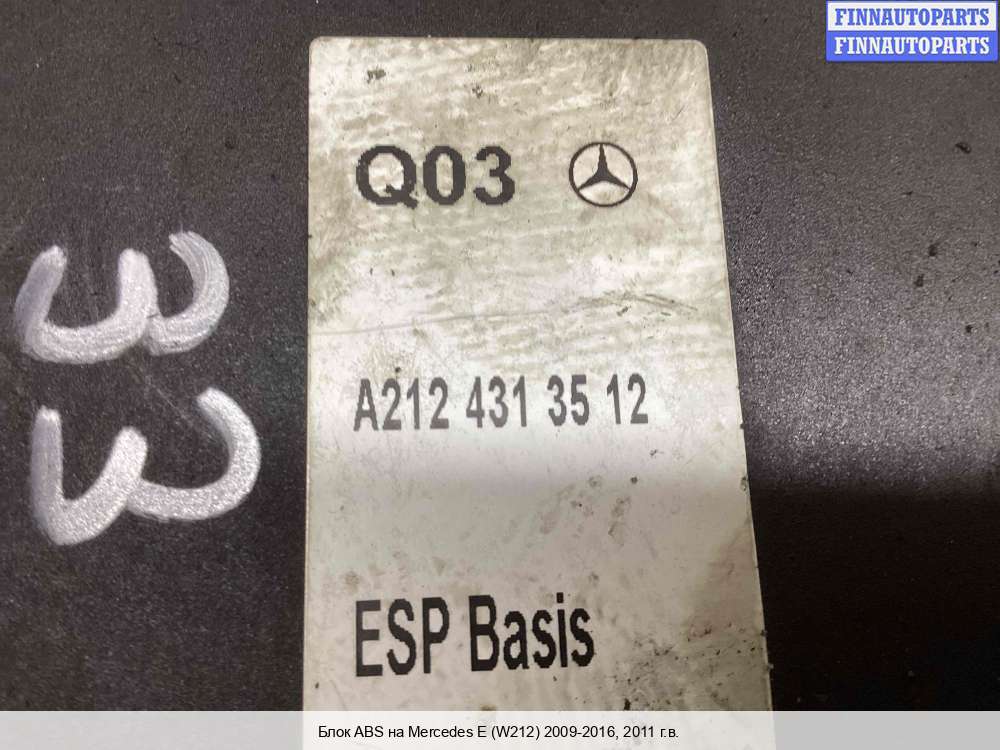 FINNAUTOPARTS
FINNAUTOPARTS
Q03
A212 431 35 12
ESP Basis
Блок ABS на Mercedes E (W212) 2009-2016, 2011 г.в.